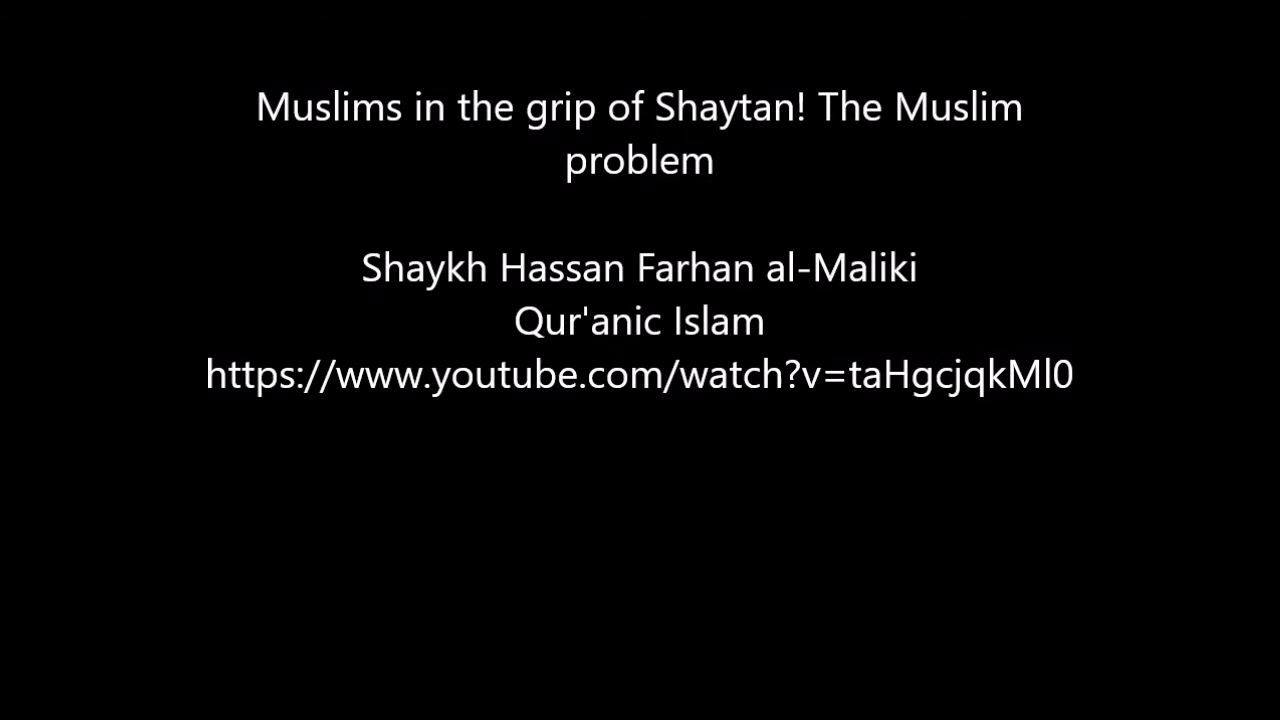 Muslims in the grip of Shaytan! The Muslim
problem
Shaykh Hassan Farhan al-Maliki
Qur'anic Islam
https://www.youtube.com/watch?v=taHgcjqkMl0